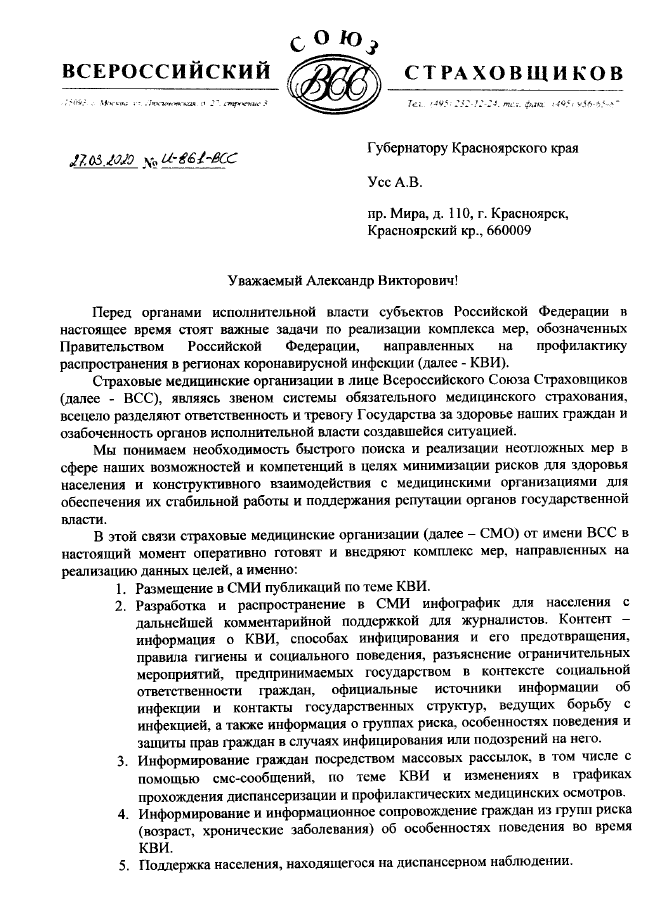 СОЮЗ
ВСЕРОССИЙСКИЙ ВСС СТРАХОВЩИКОВ
г. Москва, ул. Люсиновская, д. 27, строение 3 Тел. (495) 232-12-24, тел. факс
27.03.2020 № И-861-ВСС
Губернатору Красноярского края
Усс А.В.
пр. Мира, д. 110, г. Красноярск,
Красноярский кр., 660009
Уважаемый Александр Викторович!
Перед органами исполнительной власти субъектов Российской Федерации в
настоящее время стоят важные задачи по реализации комплекса мер, обозначенных
Правительством Российской Федерации, направленных на профилактику
распространения в регионах коронавирусной инфекции (далее - КВИ).
Страховые медицинские организации в лице Всероссийского Союза Страховщиков
(далее - ВСС), являясь звеном системы обязательного медицинского страхования,
всецело разделяют ответственность и тревогу Государства за здоровье наших граждан и
озабоченность органов исполнительной власти создавшейся ситуацией.
Мы понимаем необходимость быстрого поиска и реализации неотложных мер в
сфере наших возможностей и компетенций в целях минимизации рисков для здоровья
населения и конструктивного взаимодействия с медицинскими организациями для
обеспечения их стабильной работы и поддержания репутации органов государственной
власти.
В этой связи страховые медицинские организации (далее – СМО) от имени ВСС в
настоящий момент оперативно готовят и внедряют комплекс мер, направленных на
реализацию данных целей, а именно:
1. Размещение в СМИ публикаций по теме КВИ.
2. Разработка и распространение в СМИ инфографик для населения с
дальнейшей комментарийной поддержкой для журналистов. Контент –
информация о КВИ, способах инфицирования и его предотвращения,
правила гигиены и социального поведения, разъяснение ограничительных
мероприятий, предпринимаемых государством в контексте социальной
ответственности граждан, официальные источники информации об
инфекции и контакты государственных структур, ведущих борьбу с
инфекцией, а также информация о группах риска, особенностях поведения и
защиты прав граждан в случаях инфицирования или подозрений на него.
3. Информирование граждан посредством массовых рассылок, в том числе с
помощью смс-сообщений, по теме КВИ и изменениях в графиках
прохождения диспансеризации и профилактических медицинских осмотров.
4. Информирование и информационное сопровождение граждан из групп риска
(возраст, хронические заболевания) об особенностях поведения во время
КВИ.
5. Поддержка населения, находящегося на диспансерном наблюдении.